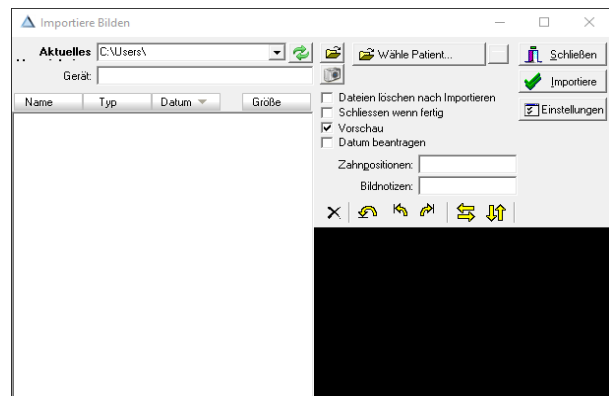 Importiere Bilden
Aktuelles C:\Users\
Wähle Patient...
Schließen
Gerät:
Importiere
Name Typ Datum Größe
Einstellungen
Dateien löschen nach Importieren
Schliessen wenn fertig
Vorschau
Datum beantragen
Zahnpositionen:
Bildnotizen: